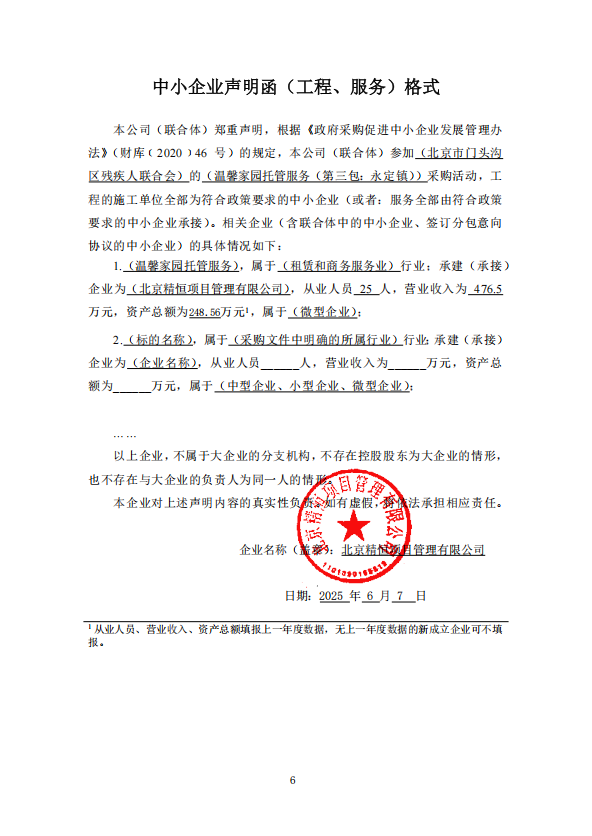 中小企业声明函（工程、服务）格式
本公司（联合体）郑重声明，根据《政府采购促进中小企业发展管理办
法》（财库﹝2020﹞46 号）的规定，本公司（联合体）参加（北京市门头沟
区残疾人联合会）的（温馨家园托管服务（第三包：永定镇））采购活动，工
程的施工单位全部为符合政策要求的中小企业（或者：服务全部由符合政策
要求的中小企业承接）。相关企业（含联合体中的中小企业、签订分包意向
协议的中小企业）的具体情况如下：
1.（温馨家园托管服务），属于（租赁和商务服务业）行业；承建（承接）
企业为（北京精恒项目管理有限公司），从业人员 25 人，营业收入为 476.5
万元，资产总额为248.56万元¹，属于（微型企业）；
2.（标的名称），属于（采购文件中明确的所属行业）行业；承建（承接）
企业为（企业名称），从业人员______人，营业收入为______万元，资产总
额为______万元，属于（中型企业、小型企业、微型企业）；
……
以上企业，不属于大企业的分支机构，不存在控股股东为大企业的情形，
也不存在与大企业的负责人为同一人的情形。
本企业对上述声明内容的真实性负责。如有虚假，将依法承担相应责任。
企业名称（盖章）：北京精恒项目管理有限公司
北京精恒项目管理有限公司
日期：2025 年 6 月 7 日
¹ 从业人员、营业收入、资产总额填报上一年度数据，无上一年度数据的新成立企业可不填
报。
6